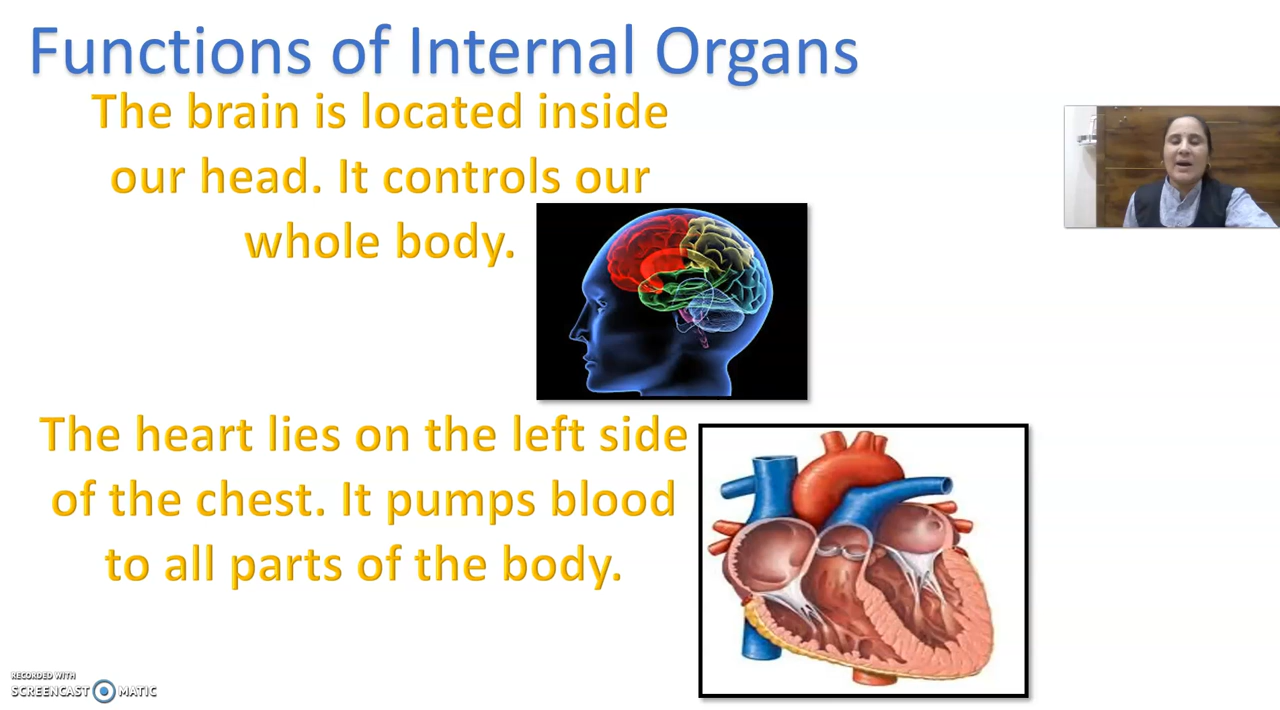 Functions of Internal Organs
The brain is located inside
our head. It controls our
whole body.
The heart lies on the left side
of the chest. It pumps blood
to all parts of the body.
RECORDED WITH
SCREENCAST MATIC